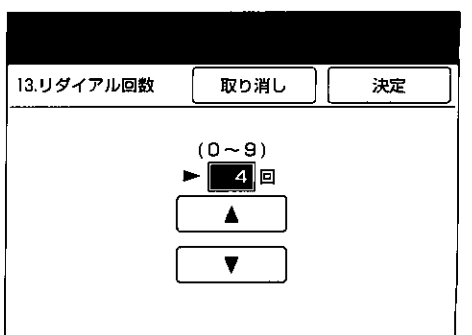 13.リダイアル回数 取り消し 決定
(0~9)
▶ 4 回
▲
▼